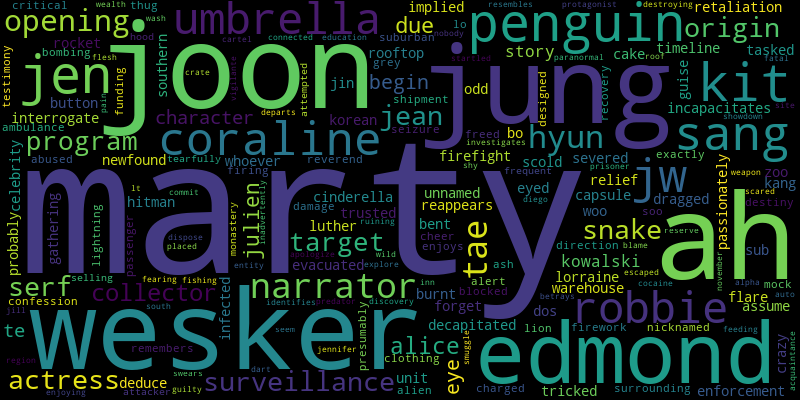 critical wealth thug
opening
umbrella
resembles protagonist destroying
implied
due
penguin
retaliation
origin
rocket
bombing flesh
button
jen
joon
southern
hood
crate
cartel
connected education
wash
nobody
suburban
lo
rooftop
grey
story
cake roof
timeline
tasked
paranormal
startled
testimony
pain
funding
attempted
vigilante
jin
begin
jung
odd
designed
guise
recovery
kit
incapacitates
fatal
showdown
interrogate
character
korean
shipment
jean
seizure
freed
bo
investigates
ambulance
program
coraline
firefight
hyun
severed
sang
exactly
site
abused
newfound
tearfully
whoever
reverend
firing
shy
scold
prisoner
celebrity
probably
gathering
lightning
passenger
lt
hitman
commit
damage
cinderella
trusted
frequent
unnamed
eyed
diego
relief
capsule
jw
dragged
zoo
kang
weapon
scared
destiny
passionately
marty
ah
monastery
julien
inadvertently
luther
ruining
bent
reappears
cheer
tae
snake
woo
soo
direction
blame
sub
reserve
target
evacuated
wild
enjoys
ash
kowalski
escaped
mock
selling
dispose
placed
apologize
explore
entity
alert
lorraine
cocaine
alpha
auto
november
fearing fishing
serf
collector
narrator
burnt
blocked
inn
warehouse
flare
assume
confession
te
south
infected
identifies
predator
discovery
forget
betrays
dos
robbie
firework
feeding
jill
remembers
wesker
seem
jennifer
presumably
decapitated
lion
nicknamed
crazy
region
alice
clothing
smuggle
edmond
acquaintance
actress
deduce
swears
dart
unit
alien
eye
enjoying
attacker
guilty
surveillance
charged
tricked
surrounding
enforcement
departs